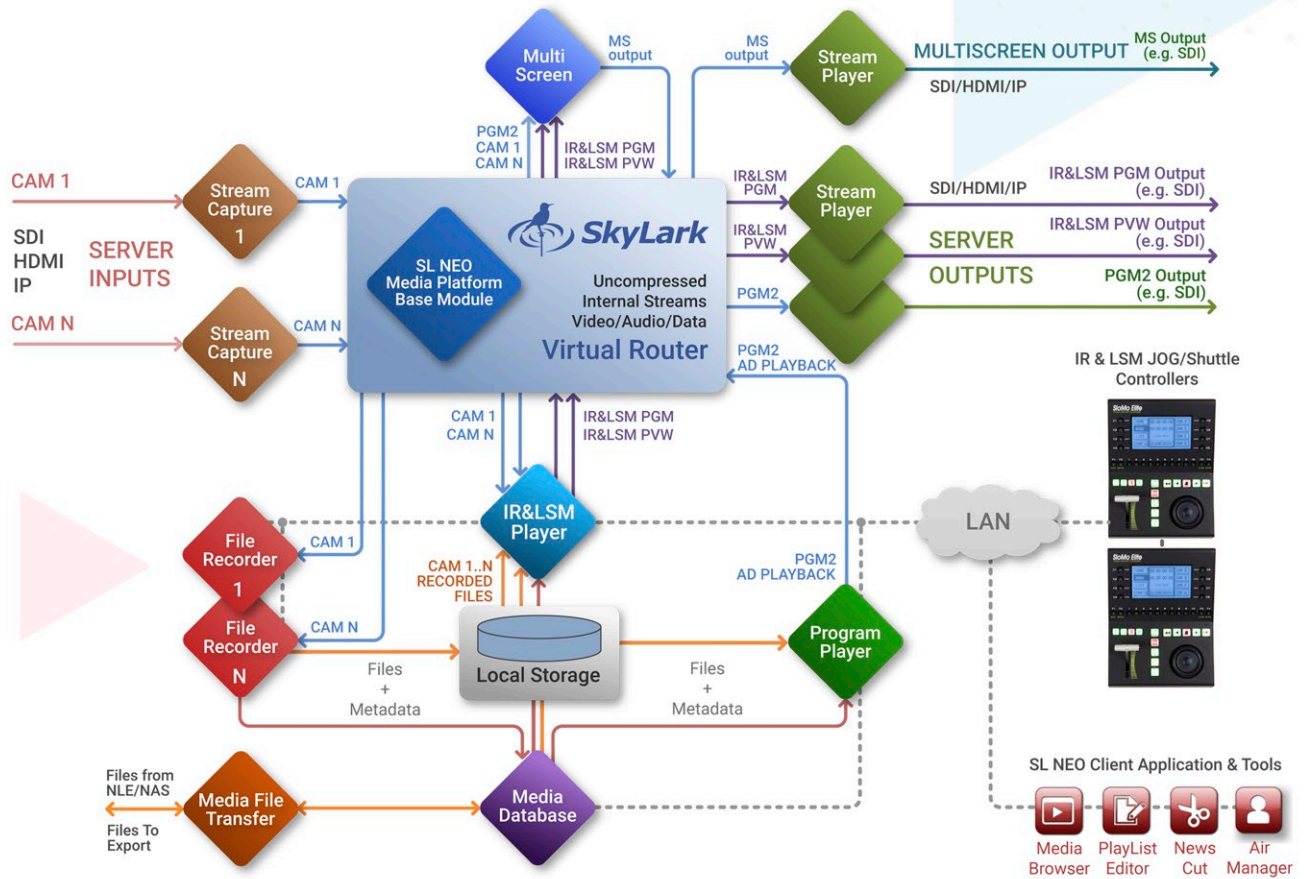 Multi
Screen
MS
output
MS
output
Stream
Player
MULTISCREEN OUTPUT
MS Output
(e.g. SDI)
SDI/HDMI/IP
PGM2
CAM 1
CAM N
IR&LSM PGM
IR&LSM PVW
CAM 1
Stream
Capture
1
CAM 1
SDI
HDMI
IP
SERVER
INPUTS
CAM N
Stream
Capture
N
CAM N
SL NEO
Media Platform
Base Module
SkyLark
Uncompressed
Internal Streams
Video/Audio/Data
Virtual Router
IR&LSM
PGM
IR&LSM
PVW
PGM2
Stream
Player
SDI/HDMI/IP
IR&LSM PGM Output
(e.g. SDI)
SERVER
OUTPUTS
IR&LSM PVW Output
(e.g. SDI)
PGM2 Output
(e.g. SDI)
PGM2
AD PLAYBACK
CAM 1
CAM N
IR&LSM PGM
IR&LSM PVW
IR & LSM JOG/Shuttle
Controllers
SloMo Elite
SloMo Elite
IR&LSM
Player
LAN
File
Recorder
1
CAM 1
File
Recorder
N
CAM N
CAM 1..N
RECORDED
FILES
PGM2
AD PLAYBACK
Program
Player
Local Storage
Files
+
Metadata
Files
+
Metadata
Files from
NLE/NAS
Files To
Export
Media File
Transfer
Media
Database
SL NEO Client Application & Tools
Media
Browser
PlayList
Editor
News
Cut
Air
Manager